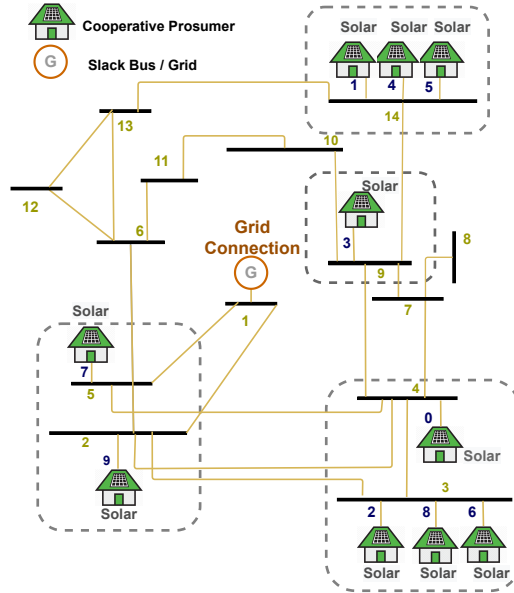 Cooperative Prosumer
G
Slack Bus / Grid
Solar Solar Solar
1 4 5
14
13
10
11
12
6
Solar
3
9
8
7
Grid
Connection
G
1
Solar
7
5
2
9
Solar
4
0
Solar
3
2 8 6
Solar Solar Solar